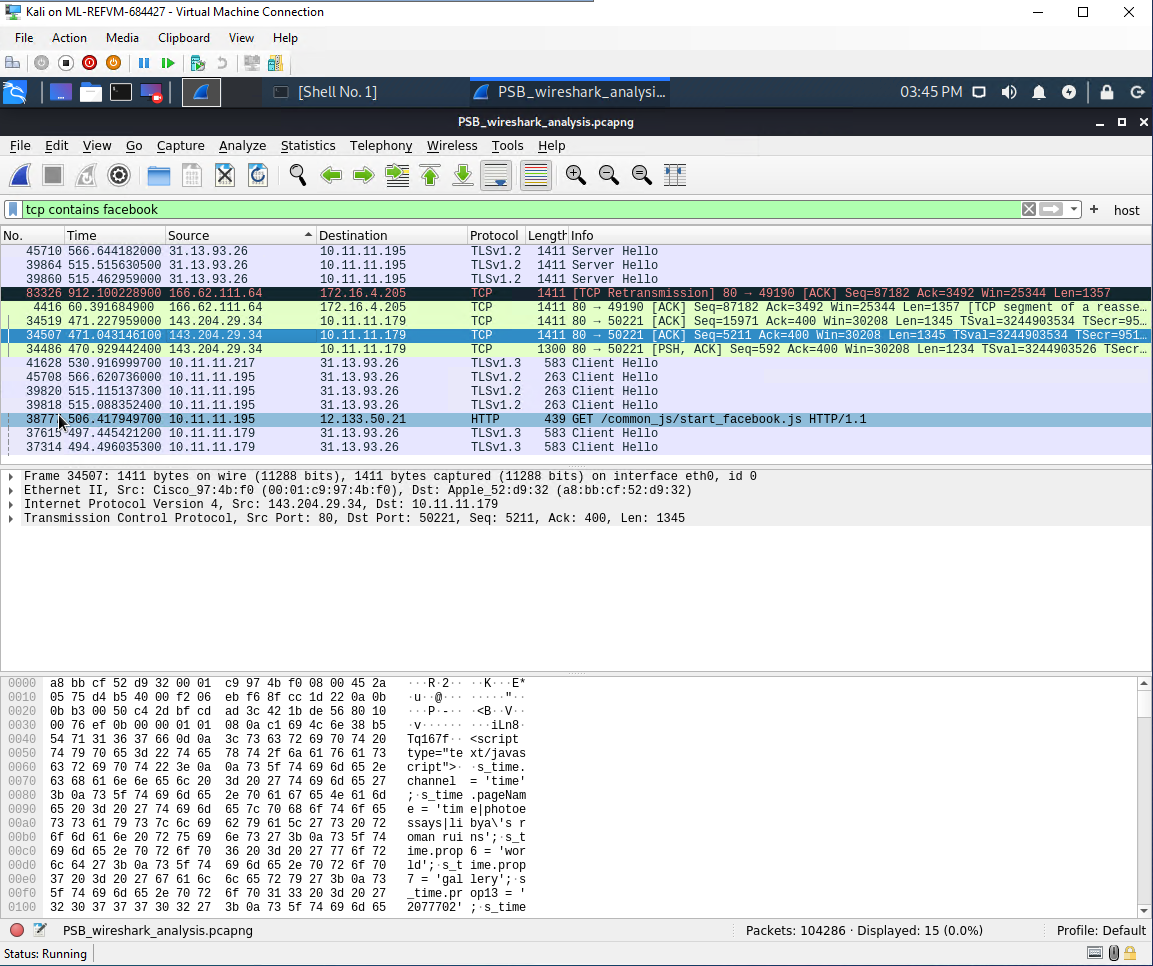 Kali on ML-REFVM-684427 - Virtual Machine Connection
File Action Media Clipboard View Help
[Shell No. 1] PSB_wireshark_analysi... 03:45 PM
PSB_wireshark_analysis.pcapng
File Edit View Go Capture Analyze Statistics Telephony Wireless Tools Help
tcp contains facebook + host
No. Time Source Destination Protocol Length Info
45710 566.644182000 31.13.93.26 10.11.11.195 TLSv1.2 1411 Server Hello
39864 515.515630500 31.13.93.26 10.11.11.195 TLSv1.2 1411 Server Hello
39860 515.462959000 31.13.93.26 10.11.11.195 TLSv1.2 1411 Server Hello
83326 912.100228900 166.62.111.64 172.16.4.205 TCP 1411 [TCP Retransmission] 80 → 49190 [ACK] Seq=87182 Ack=3492 Win=25344 Len=1357
4416 60.391684900 166.62.111.64 172.16.4.205 TCP 1411 80 → 49190 [ACK] Seq=87182 Ack=3492 Win=25344 Len=1357 [TCP segment of a reasse…
34519 471.227959000 143.204.29.34 10.11.11.179 TCP 1411 80 → 50221 [ACK] Seq=15971 Ack=400 Win=30208 Len=1345 TSval=3244903534 TSecr=95…
34507 471.043146100 143.204.29.34 10.11.11.179 TCP 1411 80 → 50221 [ACK] Seq=5211 Ack=400 Win=30208 Len=1345 TSval=3244903534 TSecr=951…
34486 470.929442400 143.204.29.34 10.11.11.179 TCP 1300 80 → 50221 [PSH, ACK] Seq=592 Ack=400 Win=30208 Len=1234 TSval=3244903526 TSecr…
41628 530.916999700 10.11.11.217 31.13.93.26 TLSv1.3 583 Client Hello
45708 566.620736000 10.11.11.195 31.13.93.26 TLSv1.2 263 Client Hello
39820 515.115137300 10.11.11.195 31.13.93.26 TLSv1.2 263 Client Hello
39818 515.088352400 10.11.11.195 31.13.93.26 TLSv1.2 263 Client Hello
506.417949700 10.11.11.195 12.133.50.21 HTTP 439 GET /common_js/start_facebook.js HTTP/1.1
37615 497.445421200 10.11.11.179 31.13.93.26 TLSv1.3 583 Client Hello
37314 494.496035300 10.11.11.179 31.13.93.26 TLSv1.3 583 Client Hello
Frame 34507: 1411 bytes on wire (11288 bits), 1411 bytes captured (11288 bits) on interface eth0, id 0
Ethernet II, Src: Cisco_97:4b:f0 (00:01:c9:97:4b:f0), Dst: Apple_52:d9:32 (a8:bb:cf:52:d9:32)
Internet Protocol Version 4, Src: 143.204.29.34, Dst: 10.11.11.179
Transmission Control Protocol, Src Port: 80, Dst Port: 50221, Seq: 5211, Ack: 400, Len: 1345
0000 a8 bb cf 52 d9 32 00 01 c9 97 4b f0 08 00 45 2a ···R·2·· ··K···E*
0010 05 75 d4 b5 40 00 f2 06 eb f6 8f cc 1d 22 0a 0b ·u··@··· ·····"··
0020 0b b3 00 50 c4 2d bf cd ad 3c 42 1b de 56 80 10 ···P·-·· ·<B··V··
0030 00 76 ef 0b 00 00 01 01 08 0a c1 69 4c 6e 38 b5 ·v······ ···iLn8·
0040 54 71 31 36 37 66 0d 0a 3c 73 63 72 69 70 74 20 Tq167f·· <script
0050 74 79 70 65 3d 22 74 65 78 74 2f 6a 61 76 61 73 type="te xt/javas
0060 63 72 69 70 74 22 3e 0a 0a 73 5f 74 69 6d 65 2e cript">· ·s_time.
0070 63 68 61 6e 6e 65 6c 20 3d 20 27 74 69 6d 65 27 channel = 'time'
0080 3b 0a 73 5f 74 69 6d 65 2e 70 61 67 65 4e 61 6d ;·s_time .pageNam
0090 65 20 3d 20 27 74 69 6d 65 7c 70 68 6f 74 6f 65 e = 'tim e|photoe
00a0 73 73 61 79 73 7c 6c 69 62 79 61 5c 27 73 20 72 ssays|li bya\'s r
00b0 6f 6d 61 6e 20 72 75 69 6e 73 27 3b 0a 73 5f 74 oman rui ns';·s_t
00c0 69 6d 65 2e 70 72 6f 70 36 20 3d 20 27 77 6f 72 ime.prop 6 = 'wor
00d0 6c 64 27 3b 0a 73 5f 74 69 6d 65 2e 70 72 6f 70 ld';·s_t ime.prop
00e0 37 20 3d 20 27 67 61 6c 6c 65 72 79 27 3b 0a 73 7 = 'gal lery';·s
00f0 5f 74 69 6d 65 2e 70 72 6f 70 31 33 20 3d 20 27 _time.pr op13 = '
0100 32 30 37 37 37 30 32 27 3b 0a 73 5f 74 69 6d 65 2077702' ;·s_time
PSB_wireshark_analysis.pcapng Packets: 104286 · Displayed: 15 (0.0%) Profile: Default
Status: Running